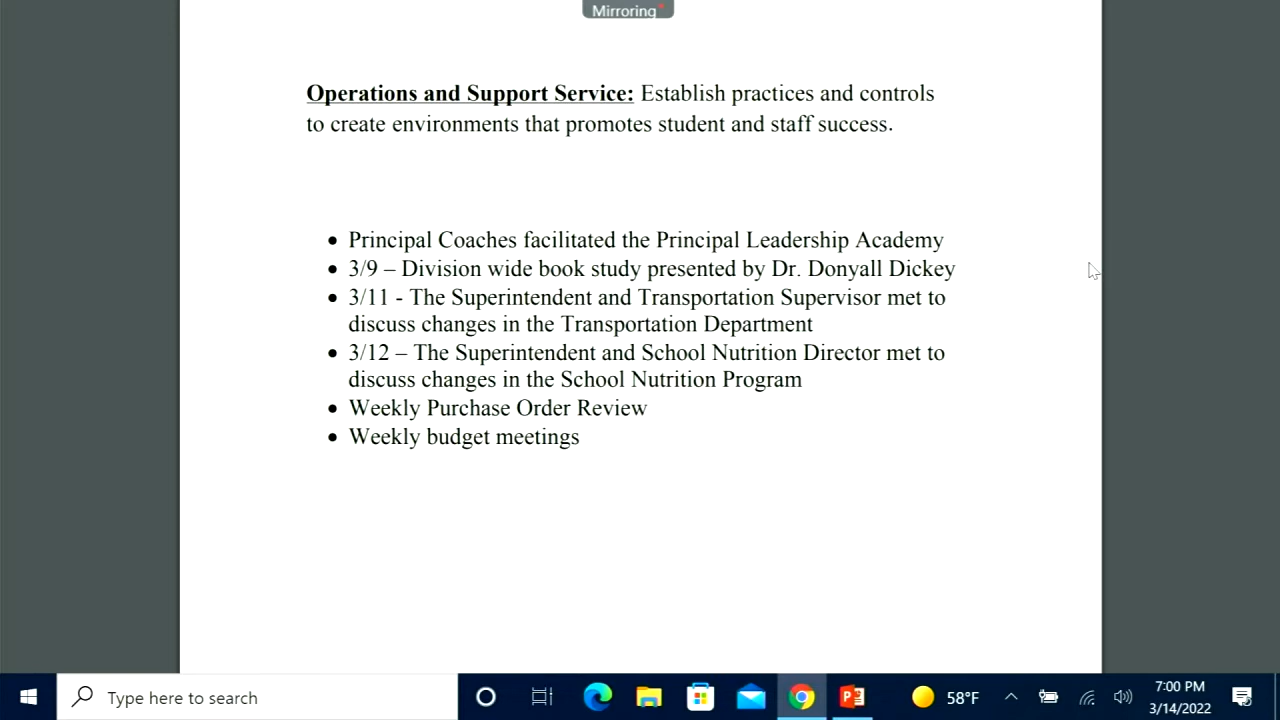 Mirroring
Operations and Support Service: Establish practices and controls
to create environments that promotes student and staff success.
• Principal Coaches facilitated the Principal Leadership Academy
• 3/9 – Division wide book study presented by Dr. Donyall Dickey
• 3/11 - The Superintendent and Transportation Supervisor met to
discuss changes in the Transportation Department
• 3/12 – The Superintendent and School Nutrition Director met to
discuss changes in the School Nutrition Program
• Weekly Purchase Order Review
• Weekly budget meetings
Type here to search
58°F
7:00 PM
3/14/2022